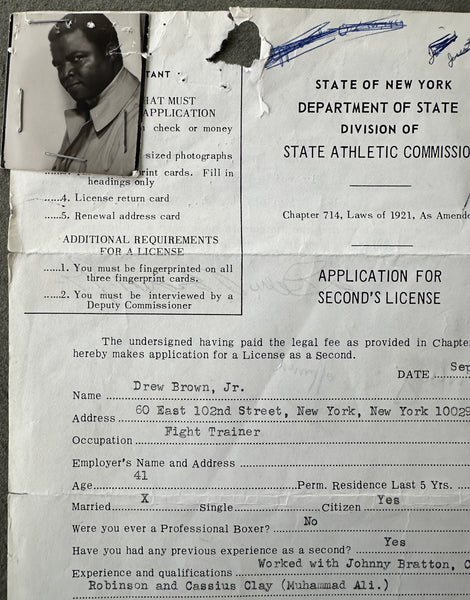 TANT
HAT MUST
APPLICATION
check or money
sized photographs
print cards. Fill in
headings only
......4. License return card
......5. Renewal address card
ADDITIONAL REQUIREMENTS
FOR A LICENSE
......1. You must be fingerprinted on all
three fingerprint cards.
......2. You must be interviewed by a
Deputy Commissioner
STATE OF NEW YORK
DEPARTMENT OF STATE
DIVISION OF
STATE ATHLETIC COMMISSIO
Chapter 714, Laws of 1921, As Amende
APPLICATION FOR
SECOND'S LICENSE
The undersigned having paid the legal fee as provided in Chapte
hereby makes application for a License as a Second.
DATE Sep
Name Drew Brown, Jr.
Address 60 East 102nd Street, New York, New York 10029
Occupation Fight Trainer
Employer's Name and Address
Age 41 Perm. Residence Last 5 Yrs.
Married X Single Citizen Yes
Were you ever a Professional Boxer? No
Have you had any previous experience as a second? Yes
Experience and qualifications Worked with Johnny Bratton, C
Robinson and Cassius Clay (Muhammad Ali.)